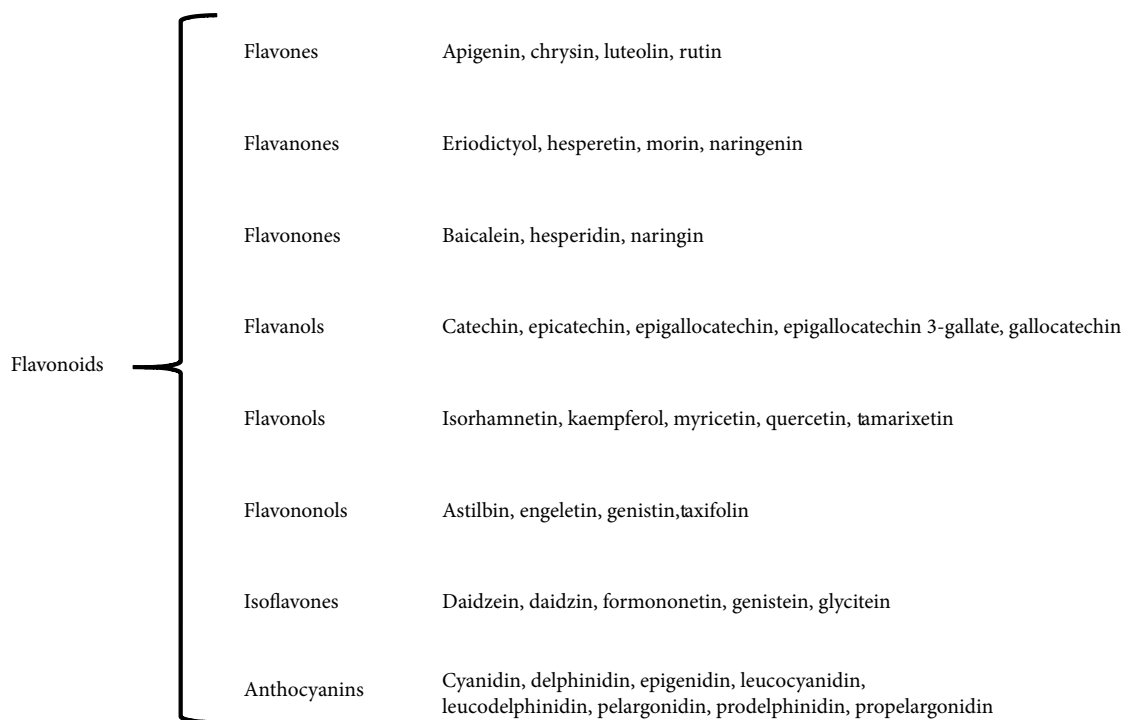 Flavones Apigenin, chrysin, luteolin, rutin
Flavanones Eriodictyol, hesperetin, morin, naringenin
Flavonones Baicalein, hesperidin, naringin
Flavanols Catechin, epicatechin, epigallocatechin, epigallocatechin 3-gallate, gallocatechin
Flavonoids
Flavonols Isorhamnetin, kaempferol, myricetin, quercetin, tamarixetin
Flavononols Astilbin, engeletin, genistin,taxifolin
Isoflavones Daidzein, daidzin, formononetin, genistein, glycitein
Anthocyanins Cyanidin, delphinidin, epigenidin, leucocyanidin,
leucodelphinidin, pelargonidin, prodelphinidin, propelargonidin